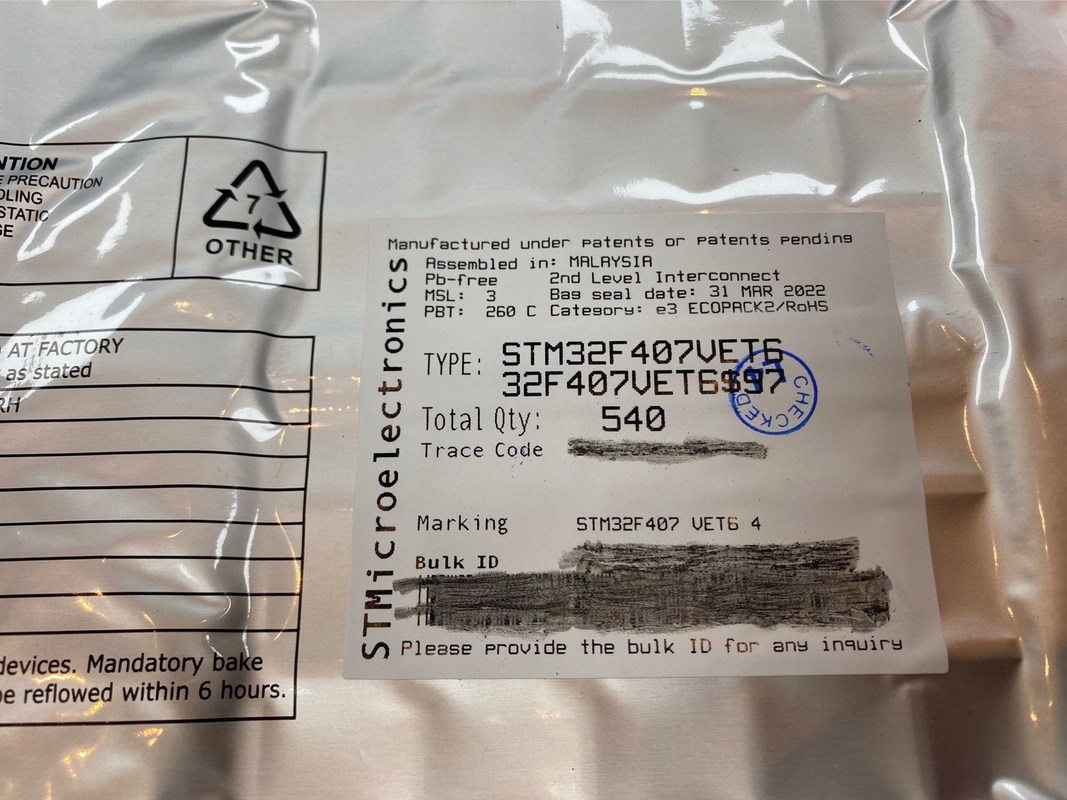 NTION
E PRECAUTION
DLING
STATIC
GE
7
OTHER
AT FACTORY
as stated
RH
devices. Mandatory bake
be reflowed within 6 hours.
STMicroelectronics
Manufactured under patents or patents pending
Assembled in: MALAYSIA
Pb-free 2nd Level Interconnect
MSL: 3 Bag seal date: 31 MAR 2022
PBT: 260 C Category: e3 ECOPACK2/RoHS
TYPE: STM32F407VET6
32F407VET6$97
CHECKED
Total Qty: 540
Trace Code
Marking STM32F407 VET6 4
Bulk ID
Please provide the bulk ID for any inquiry